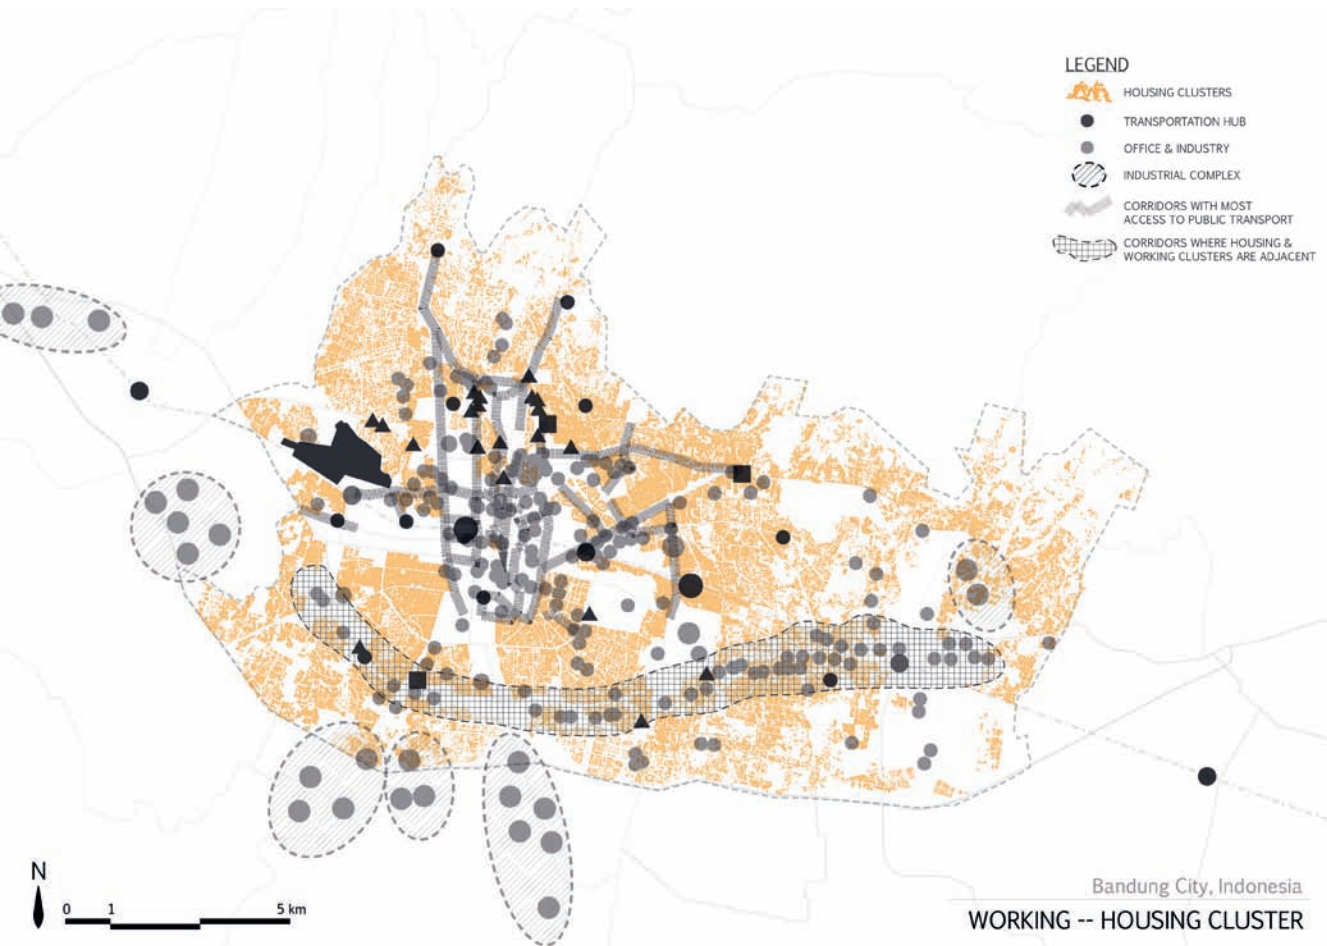 LEGEND
HOUSING CLUSTERS
TRANSPORTATION HUB
OFFICE & INDUSTRY
INDUSTRIAL COMPLEX
CORRIDORS WITH MOST
ACCESS TO PUBLIC TRANSPORT
CORRIDORS WHERE HOUSING &
WORKING CLUSTERS ARE ADJACENT
N
0 1 5 km
Bandung City, Indonesia
WORKING -- HOUSING CLUSTER